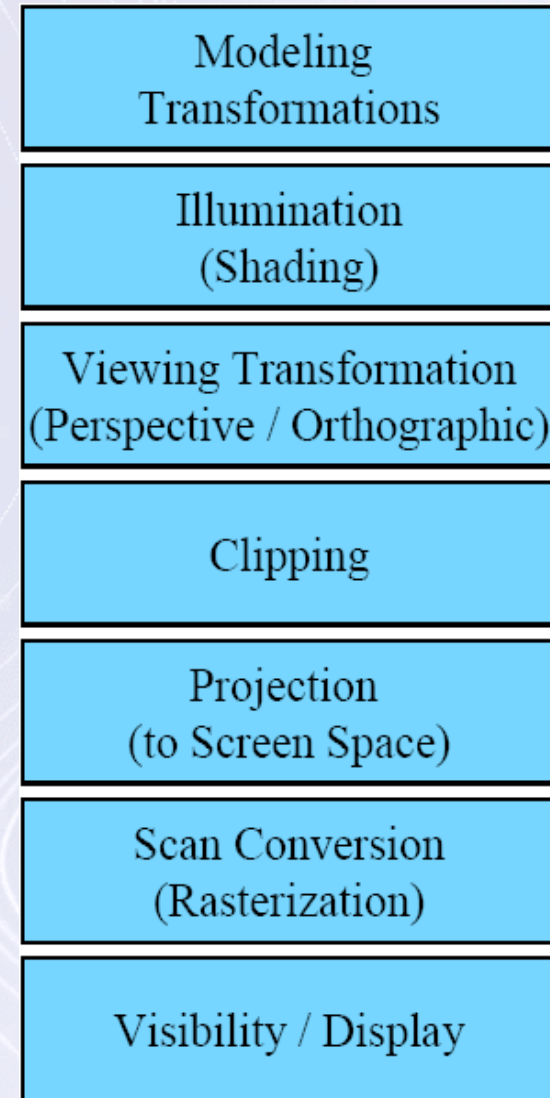 Modeling
Transformations
Illumination
(Shading)
Viewing Transformation
(Perspective / Orthographic)
Clipping
Projection
(to Screen Space)
Scan Conversion
(Rasterization)
Visibility / Display